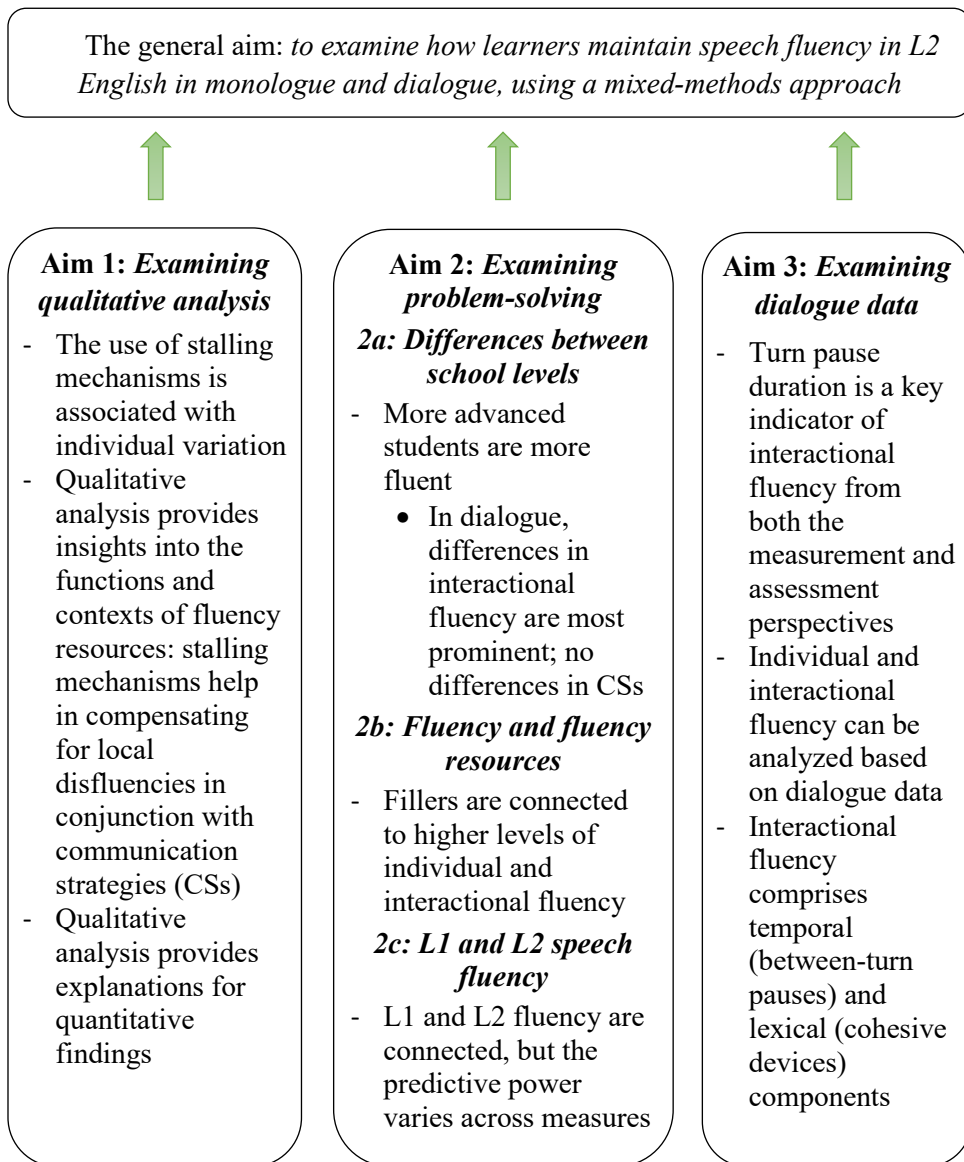 The general aim: to examine how learners maintain speech fluency in L2
English in monologue and dialogue, using a mixed-methods approach
Aim 1: Examining
qualitative analysis
- The use of stalling
mechanisms is
associated with
individual variation
- Qualitative
analysis provides
insights into the
functions and
contexts of fluency
resources: stalling
mechanisms help
in compensating
for local
disfluencies in
conjunction with
communication
strategies (CSs)
- Qualitative
analysis provides
explanations for
quantitative
findings
Aim 2: Examining
problem-solving
2a: Differences between
school levels
- More advanced
students are more
fluent
• In dialogue,
differences in
interactional
fluency are most
prominent; no
differences in CSs
2b: Fluency and fluency
resources
- Fillers are connected
to higher levels of
individual and
interactional fluency
2c: L1 and L2 speech
fluency
- L1 and L2 fluency are
connected, but the
predictive power
varies across measures
Aim 3: Examining
dialogue data
- Turn pause
duration is a key
indicator of
interactional
fluency from
both the
measurement and
assessment
perspectives
- Individual and
interactional
fluency can be
analyzed based
on dialogue data
- Interactional
fluency
comprises
temporal
(between-turn
pauses) and
lexical (cohesive
devices)
components